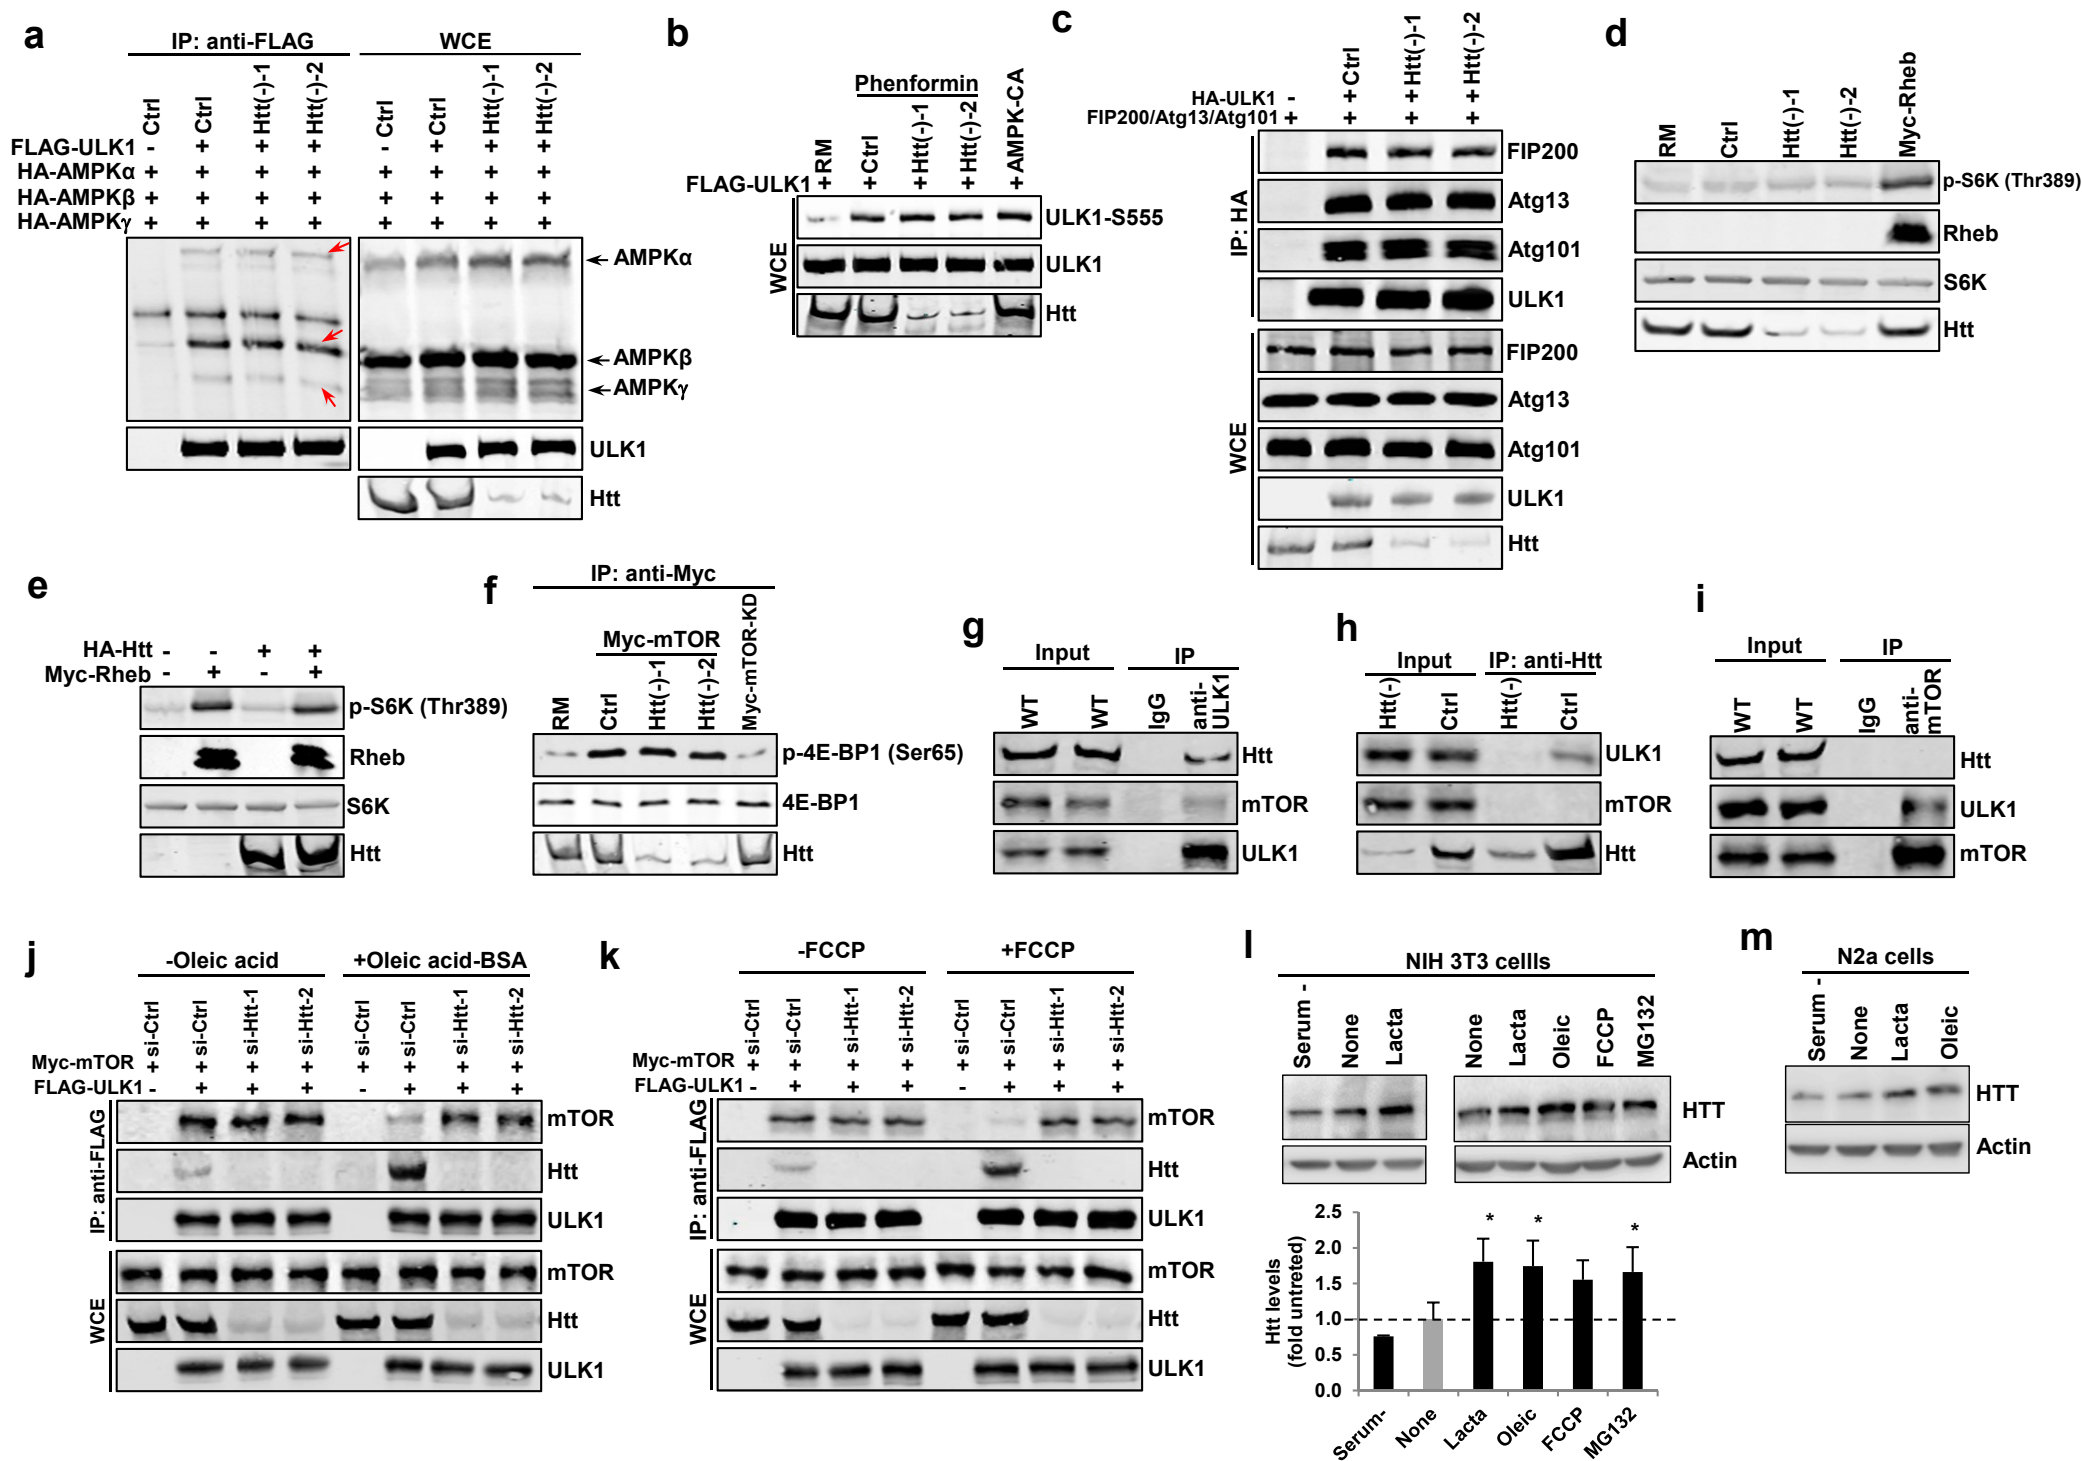 a
IP: anti-FLAG WCE
Ctrl Ctrl Htt(-)-1 Htt(-)-2 Ctrl Ctrl Htt(-)-1 Htt(-)-2
FLAG-ULK1 - + + + - + + +
HA-AMPKα + + + + + + + +
HA-AMPKβ + + + + + + + +
HA-AMPKγ + + + + + + + +
AMPKα
AMPKβ
AMPKγ
ULK1
Htt
b
Phenformin
RM Ctrl Htt(-)-1 Htt(-)-2 AMPK-CA
FLAG-ULK1 + + + + +
WCE
ULK1-S555
ULK1
Htt
c
Ctrl Htt(-)-1 Htt(-)-2
HA-ULK1 - + + +
FIP200/Atg13/Atg101 + + + +
IP: HA
FIP200
Atg13
Atg101
ULK1
WCE
FIP200
Atg13
Atg101
ULK1
Htt
d
RM Ctrl Htt(-)-1 Htt(-)-2 Myc-Rheb
p-S6K (Thr389)
Rheb
S6K
Htt
e
HA-Htt - - + +
Myc-Rheb - + - +
p-S6K (Thr389)
Rheb
S6K
Htt
f
IP: anti-Myc
Myc-mTOR
RM Ctrl Htt(-)-1 Htt(-)-2 Myc-mTOR-KD
p-4E-BP1 (Ser65)
4E-BP1
Htt
g
Input IP
WT WT IgG anti-ULK1
Htt
mTOR
ULK1
h
Input IP: anti-Htt
Htt(-) Ctrl Htt(-) Ctrl
ULK1
mTOR
Htt
i
Input IP
WT WT IgG anti-mTOR
Htt
ULK1
mTOR
j
-Oleic acid +Oleic acid-BSA
si-Ctrl si-Ctrl si-Htt-1 si-Htt-2 si-Ctrl si-Ctrl si-Htt-1 si-Htt-2
Myc-mTOR + + + + + + + +
FLAG-ULK1 - + + + - + + +
IP: anti-FLAG
mTOR
Htt
ULK1
WCE
mTOR
Htt
ULK1
k
-FCCP +FCCP
si-Ctrl si-Ctrl si-Htt-1 si-Htt-2 si-Ctrl si-Ctrl si-Htt-1 si-Htt-2
Myc-mTOR + + + + + + + +
FLAG-ULK1 - + + + - + + +
IP: anti-FLAG
mTOR
Htt
ULK1
WCE
mTOR
Htt
ULK1
l
NIH 3T3 cellls
Serum - None Lacta None Lacta Oleic FCCP MG132
HTT
Actin
Htt levels
(fold untreted)
2.5
2.0
1.5
1.0
0.5
0.0
* * *
Serum- None Lacta Oleic FCCP MG132
m
N2a cells
Serum - None Lacta Oleic
HTT
Actin